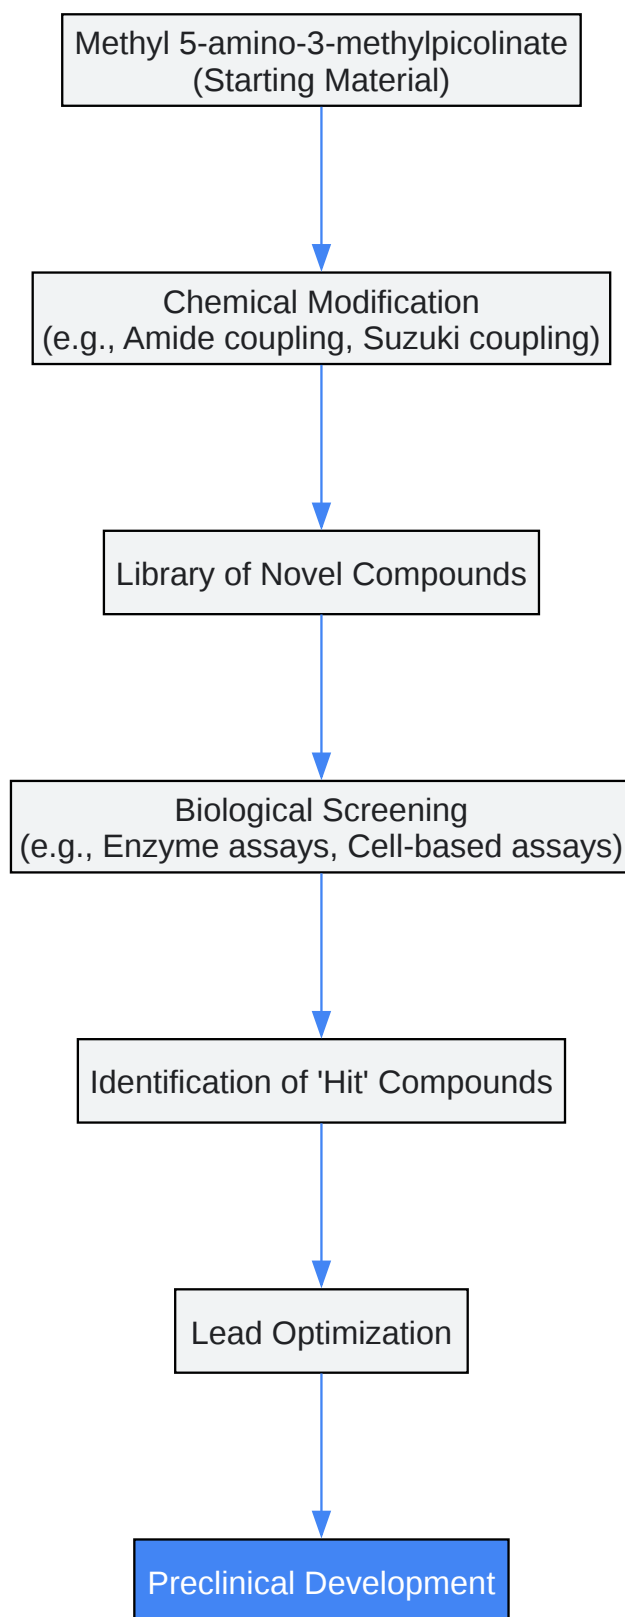 Methyl 5-amino-3-methylpicolinate
(Starting Material)
Chemical Modification
(e.g., Amide coupling, Suzuki coupling)
Library of Novel Compounds
Biological Screening
(e.g., Enzyme assays, Cell-based assays)
Identification of 'Hit' Compounds
Lead Optimization
Preclinical Development